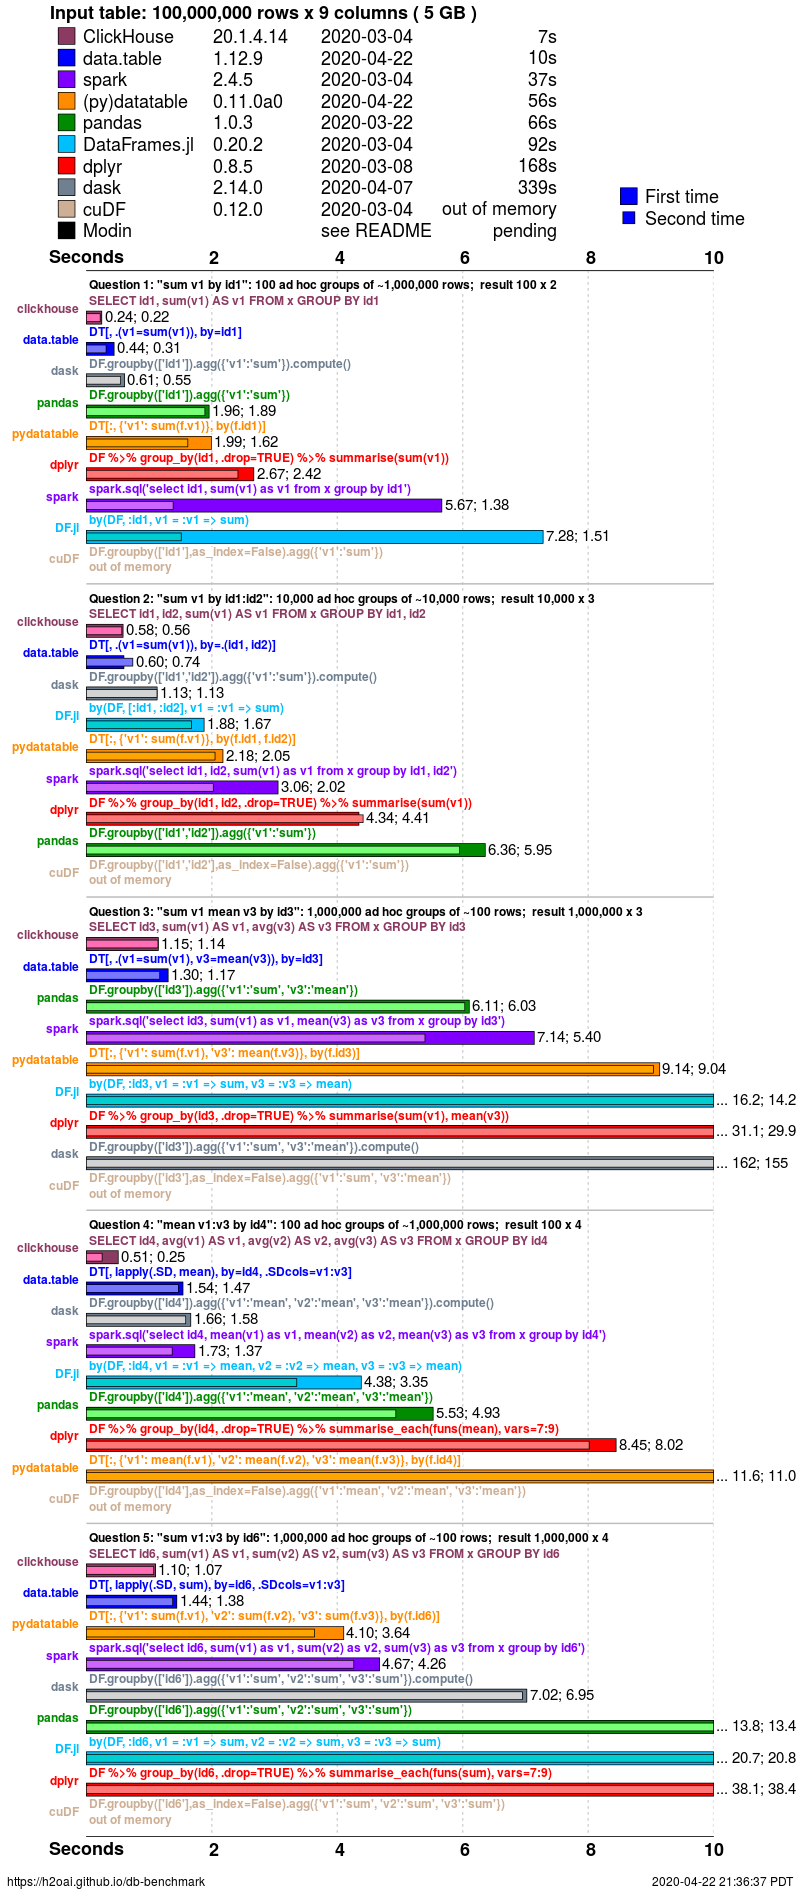 Input table: 100,000,000 rows x 9 columns ( 5 GB )
ClickHouse 20.1.4.14 2020-03-04 7s
data.table 1.12.9 2020-04-22 10s
spark 2.4.5 2020-03-04 37s
(py)datatable 0.11.0a0 2020-04-22 56s
pandas 1.0.3 2020-03-22 66s
DataFrames.jl 0.20.2 2020-03-04 92s
dplyr 0.8.5 2020-03-08 168s
dask 2.14.0 2020-04-07 339s
cuDF 0.12.0 2020-03-04 out of memory
Modin see README pending
First time
Second time
Seconds 2 4 6 8 10
Question 1: "sum v1 by id1": 100 ad hoc groups of ~1,000,000 rows; result 100 x 2
SELECT id1, sum(v1) AS v1 FROM x GROUP BY id1
clickhouse 0.24; 0.22
DT[, .(v1=sum(v1)), by=id1]
data.table 0.44; 0.31
DF.groupby(['id1']).agg({'v1':'sum'}).compute()
dask 0.61; 0.55
DF.groupby(['id1']).agg({'v1':'sum'})
pandas 1.96; 1.89
DT[:, {'v1': sum(f.v1)}, by(f.id1)]
pydatatable 1.99; 1.62
DF %>% group_by(id1, .drop=TRUE) %>% summarise(sum(v1))
dplyr 2.67; 2.42
spark.sql('select id1, sum(v1) as v1 from x group by id1')
spark 5.67; 1.38
by(DF, :id1, v1 = :v1 => sum)
DF.jl 7.28; 1.51
DF.groupby(['id1'],as_index=False).agg({'v1':'sum'})
cuDF out of memory
Question 2: "sum v1 by id1:id2": 10,000 ad hoc groups of ~10,000 rows; result 10,000 x 3
SELECT id1, id2, sum(v1) AS v1 FROM x GROUP BY id1, id2
clickhouse 0.58; 0.56
DT[, .(v1=sum(v1)), by=.(id1, id2)]
data.table 0.60; 0.74
DF.groupby(['id1','id2']).agg({'v1':'sum'}).compute()
dask 1.13; 1.13
by(DF, [:id1, :id2], v1 = :v1 => sum)
DF.jl 1.88; 1.67
DT[:, {'v1': sum(f.v1)}, by(f.id1, f.id2)]
pydatatable 2.18; 2.05
spark.sql('select id1, id2, sum(v1) as v1 from x group by id1, id2')
spark 3.06; 2.02
DF %>% group_by(id1, id2, .drop=TRUE) %>% summarise(sum(v1))
dplyr 4.34; 4.41
DF.groupby(['id1','id2']).agg({'v1':'sum'})
pandas 6.36; 5.95
DF.groupby(['id1','id2'],as_index=False).agg({'v1':'sum'})
cuDF out of memory
Question 3: "sum v1 mean v3 by id3": 1,000,000 ad hoc groups of ~100 rows; result 1,000,000 x 3
SELECT id3, sum(v1) AS v1, avg(v3) AS v3 FROM x GROUP BY id3
clickhouse 1.15; 1.14
DT[, .(v1=sum(v1), v3=mean(v3)), by=id3]
data.table 1.30; 1.17
DF.groupby(['id3']).agg({'v1':'sum', 'v3':'mean'})
pandas 6.11; 6.03
spark.sql('select id3, sum(v1) as v1, mean(v3) as v3 from x group by id3')
spark 7.14; 5.40
DT[:, {'v1': sum(f.v1), 'v3': mean(f.v3)}, by(f.id3)]
pydatatable 9.14; 9.04
by(DF, :id3, v1 = :v1 => sum, v3 = :v3 => mean)
DF.jl ... 16.2; 14.2
DF %>% group_by(id3, .drop=TRUE) %>% summarise(sum(v1), mean(v3))
dplyr ... 31.1; 29.9
DF.groupby(['id3']).agg({'v1':'sum', 'v3':'mean'}).compute()
dask ... 162; 155
DF.groupby(['id3'],as_index=False).agg({'v1':'sum', 'v3':'mean'})
cuDF out of memory
Question 4: "mean v1:v3 by id4": 100 ad hoc groups of ~1,000,000 rows; result 100 x 4
SELECT id4, avg(v1) AS v1, avg(v2) AS v2, avg(v3) AS v3 FROM x GROUP BY id4
clickhouse 0.51; 0.25
DT[, lapply(.SD, mean), by=id4, .SDcols=v1:v3]
data.table 1.54; 1.47
DF.groupby(['id4']).agg({'v1':'mean', 'v2':'mean', 'v3':'mean'}).compute()
dask 1.66; 1.58
spark.sql('select id4, mean(v1) as v1, mean(v2) as v2, mean(v3) as v3 from x group by id4')
spark 1.73; 1.37
by(DF, :id4, v1 = :v1 => mean, v2 = :v2 => mean, v3 = :v3 => mean)
DF.jl 4.38; 3.35
DF.groupby(['id4']).agg({'v1':'mean', 'v2':'mean', 'v3':'mean'})
pandas 5.53; 4.93
DF %>% group_by(id4, .drop=TRUE) %>% summarise_each(funs(mean), vars=7:9)
dplyr 8.45; 8.02
DT[:, {'v1': mean(f.v1), 'v2': mean(f.v2), 'v3': mean(f.v3)}, by(f.id4)]
pydatatable ... 11.6; 11.0
DF.groupby(['id4'],as_index=False).agg({'v1':'mean', 'v2':'mean', 'v3':'mean'})
cuDF out of memory
Question 5: "sum v1:v3 by id6": 1,000,000 ad hoc groups of ~100 rows; result 1,000,000 x 4
SELECT id6, sum(v1) AS v1, sum(v2) AS v2, sum(v3) AS v3 FROM x GROUP BY id6
clickhouse 1.10; 1.07
DT[, lapply(.SD, sum), by=id6, .SDcols=v1:v3]
data.table 1.44; 1.38
DT[:, {'v1': sum(f.v1), 'v2': sum(f.v2), 'v3': sum(f.v3)}, by(f.id6)]
pydatatable 4.10; 3.64
spark.sql('select id6, sum(v1) as v1, sum(v2) as v2, sum(v3) as v3 from x group by id6')
spark 4.67; 4.26
DF.groupby(['id6']).agg({'v1':'sum', 'v2':'sum', 'v3':'sum'}).compute()
dask 7.02; 6.95
DF.groupby(['id6']).agg({'v1':'sum', 'v2':'sum', 'v3':'sum'})
pandas ... 13.8; 13.4
by(DF, :id6, v1 = :v1 => sum, v2 = :v2 => sum, v3 = :v3 => sum)
DF.jl ... 20.7; 20.8
DF %>% group_by(id6, .drop=TRUE) %>% summarise_each(funs(sum), vars=7:9)
dplyr ... 38.1; 38.4
DF.groupby(['id6'],as_index=False).agg({'v1':'sum', 'v2':'sum', 'v3':'sum'})
cuDF out of memory
Seconds 2 4 6 8 10
https://h2oai.github.io/db-benchmark 2020-04-22 21:36:37 PDT